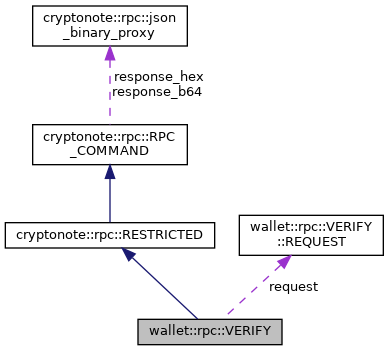 cryptonote::rpc::json
_binary_proxy
response_hex
response_b64
cryptonote::rpc::RPC
_COMMAND
cryptonote::rpc::RESTRICTED
wallet::rpc::VERIFY
::REQUEST
request
wallet::rpc::VERIFY